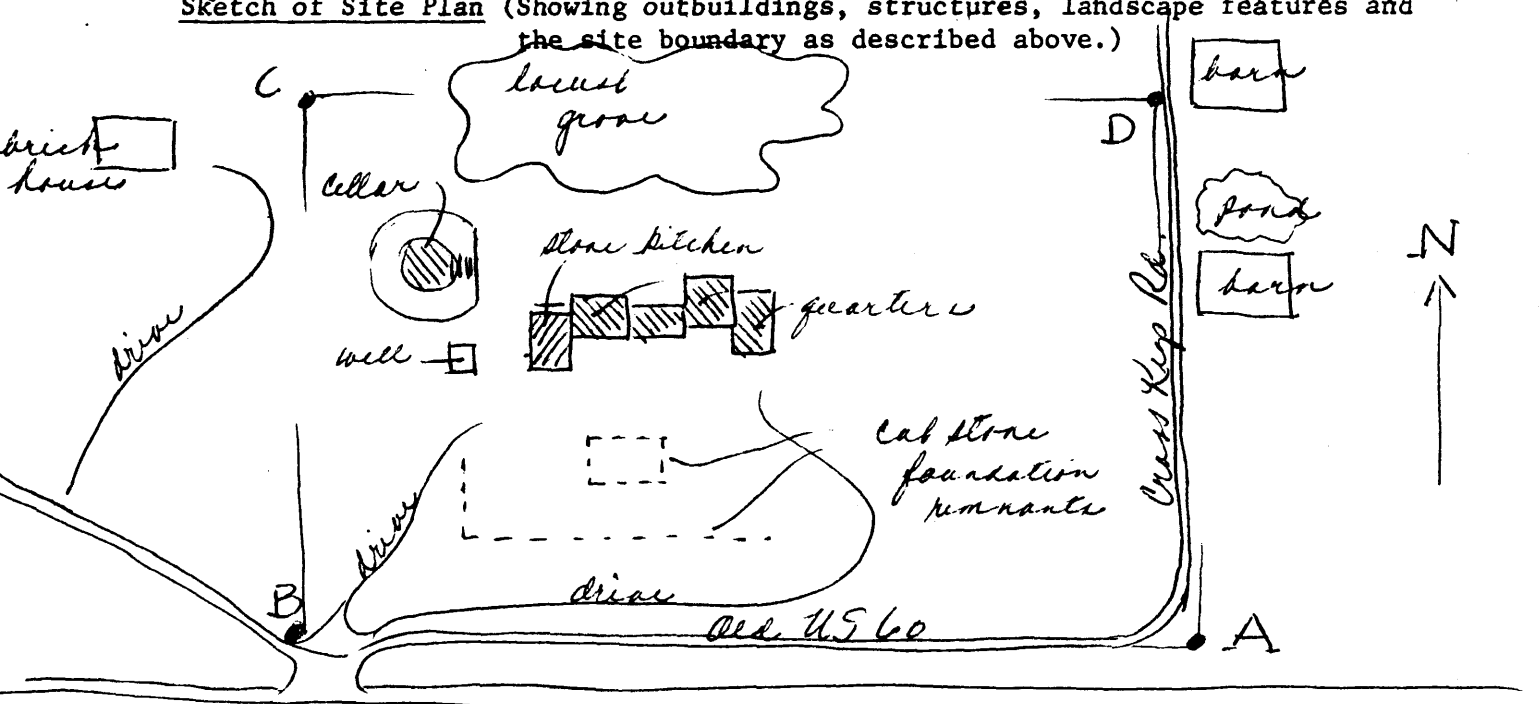 Sketch of Site Plan (Showing outbuildings, structures, landscape features and
the site boundary as described above.)
C
locust
grove
barn
D
brick
house
cellar
pond
stone kitchen
N
barn
quarters
drive
well
Cross Keys Rd.
cut stone
foundation
remnants
drive
B
drive
Old US 60
A